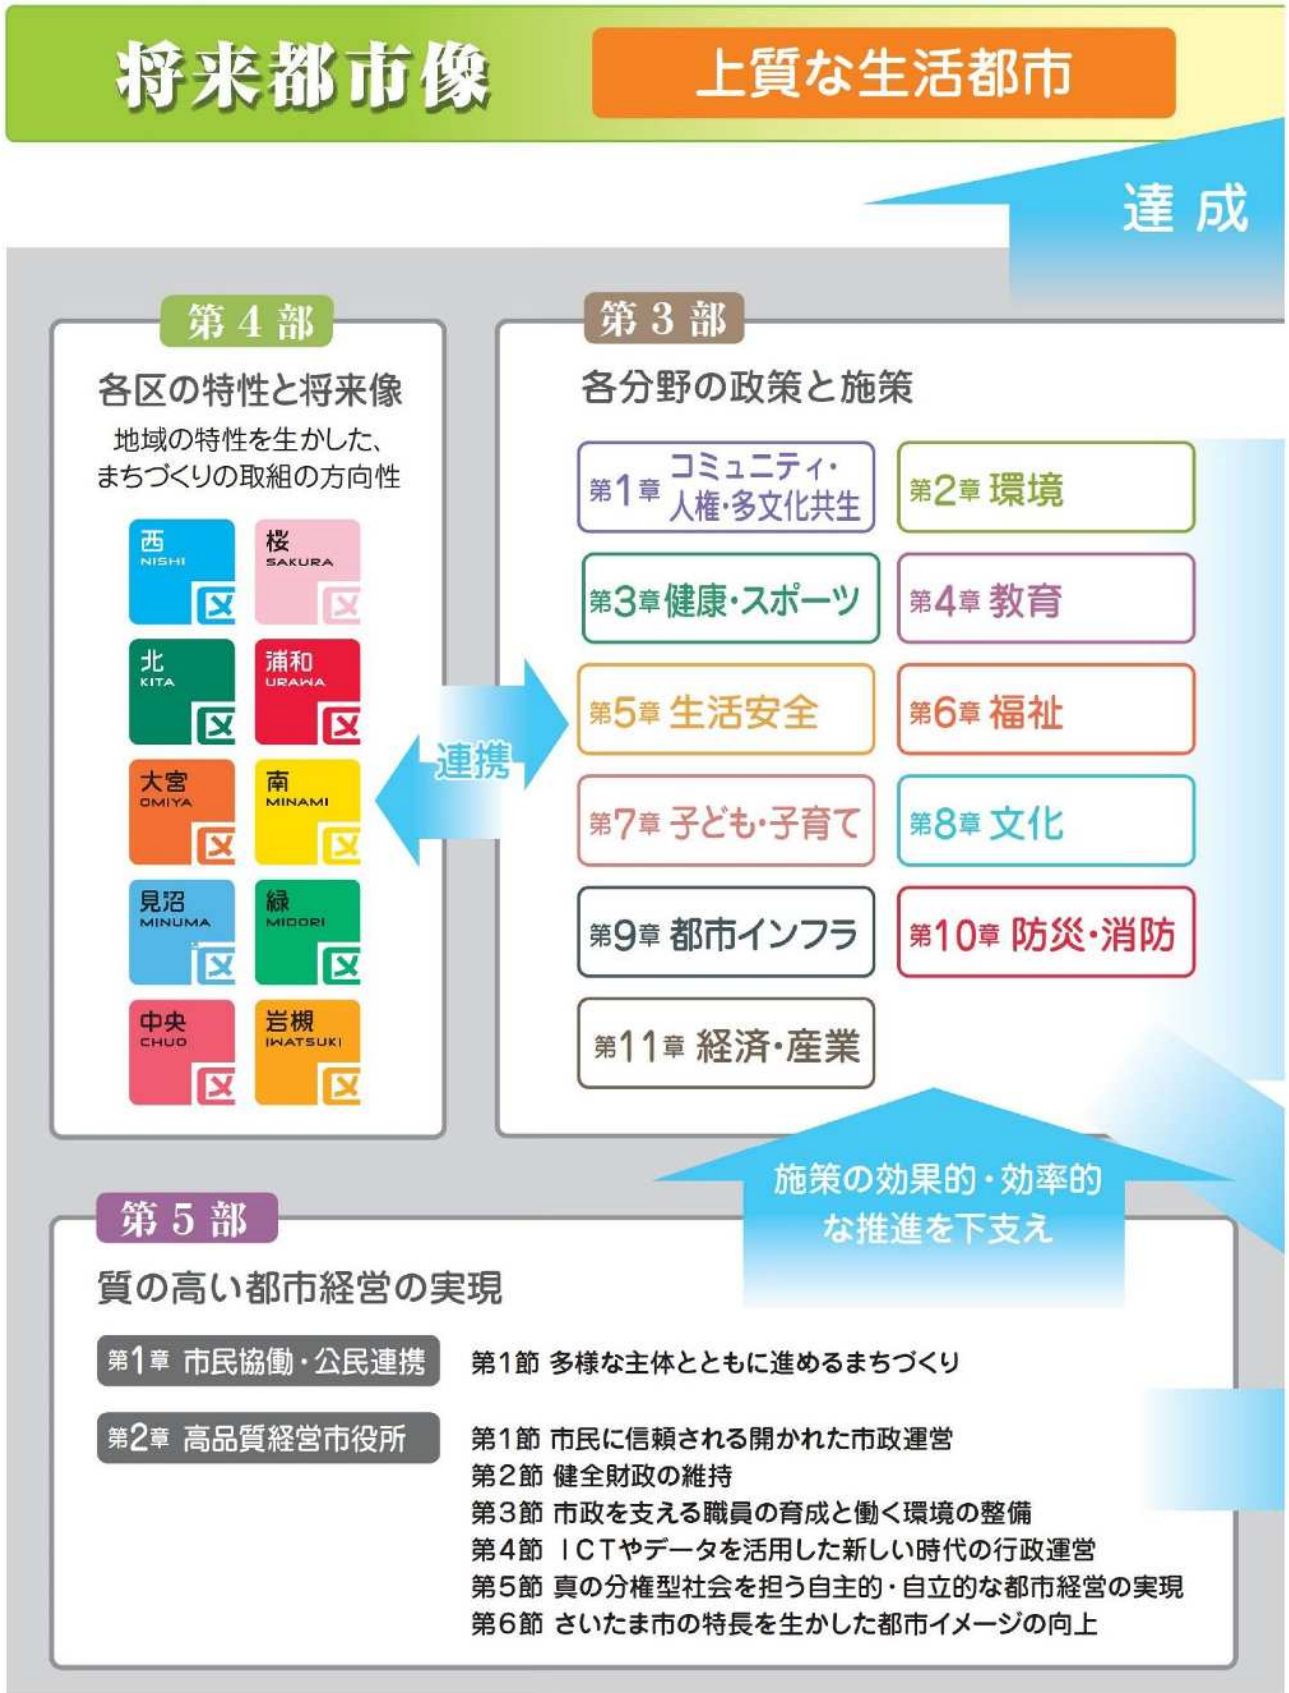 将来都市像
上質な生活都市
達成
第4部
各区の特性と将来像
地域の特性を生かした、
まちづくりの取組の方向性
西
NISHI
区
桜
SAKURA
区
北
KITA
区
浦和
URAWA
区
大宮
OMIYA
区
南
MINAMI
区
見沼
MINUMA
区
緑
MIDORI
区
中央
CHUO
区
岩槻
IWATSUKI
区
連携
第3部
各分野の政策と施策
第1章 コミュニティ・
人権・多文化共生
第2章 環境
第3章 健康・スポーツ
第4章 教育
第5章 生活安全
第6章 福祉
第7章 子ども・子育て
第8章 文化
第9章 都市インフラ
第10章 防災・消防
第11章 経済・産業
施策の効果的・効率的
な推進を下支え
第5部
質の高い都市経営の実現
第1章 市民協働・公民連携
第1節 多様な主体とともに進めるまちづくり
第2章 高品質経営市役所
第1節 市民に信頼される開かれた市政運営
第2節 健全財政の維持
第3節 市政を支える職員の育成と働く環境の整備
第4節 ICTやデータを活用した新しい時代の行政運営
第5節 真の分権型社会を担う自主的・自立的な都市経営の実現
第6節 さいたま市の特長を生かした都市イメージの向上